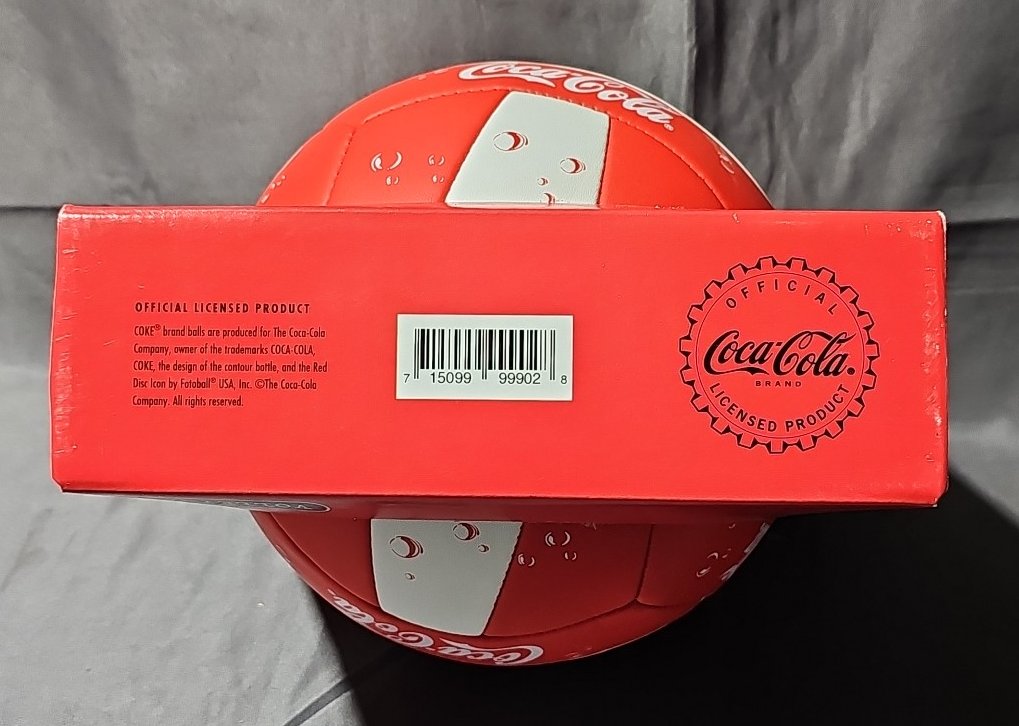 Coca-Cola®
OFFICIAL LICENSED PRODUCT
COKE® brand balls are produced for The Coca-Cola
Company, owner of the trademarks COCA-COLA,
COKE, the design of the contour bottle, and the Red
Disc Icon by Fotoball® USA, Inc. ©The Coca-Cola
Company. All rights reserved.
7 15099 99902 8
OFFICIAL
Coca-Cola®
BRAND
LICENSED PRODUCT
Coca-Cola